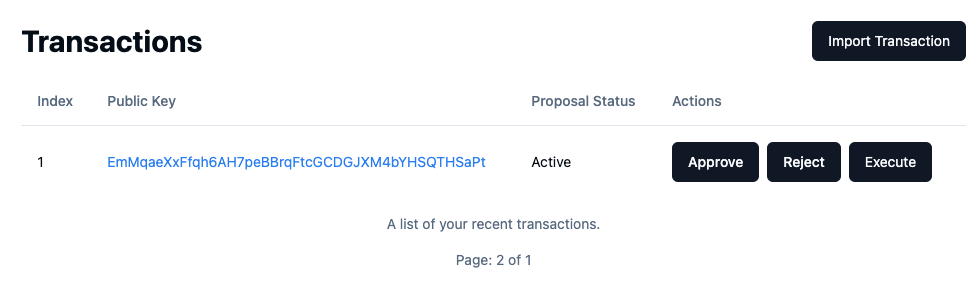 Transactions
Import Transaction
Index Public Key Proposal Status Actions
1 EmMqaeXxFfqh6AH7peBBrqFtcGCDGJXM4bYHSQTHSaPt Active Approve Reject Execute
A list of your recent transactions.
Page: 2 of 1